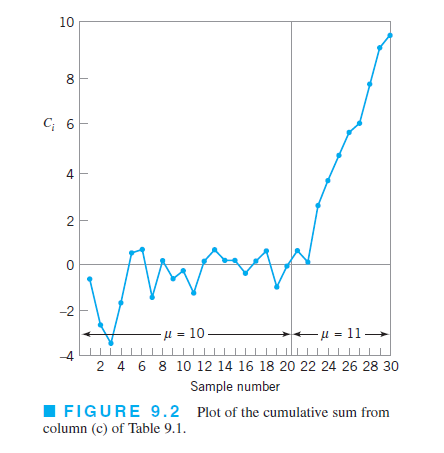 10
8
C_i 6
4
2
0
–2
μ = 10 μ = 11
–4
2 4 6 8 10 12 14 16 18 20 22 24 26 28 30
Sample number
FIGURE 9.2 Plot of the cumulative sum from
column (c) of Table 9.1.